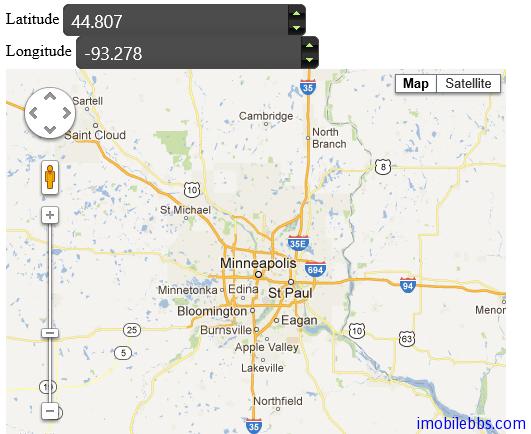 Latitude 44.807
Longitude -93.278
Map Satellite
35
Sartell
Cambridge
Saint Cloud
North
Branch
8
10
St Michael
35E
Minneapolis
694
94
Minnetonka Edina St Paul
Bloomington
Eagan
Burnsville
25
10
63
5
Apple Valley
Lakeville
Northfield
35
imobilebbs.com